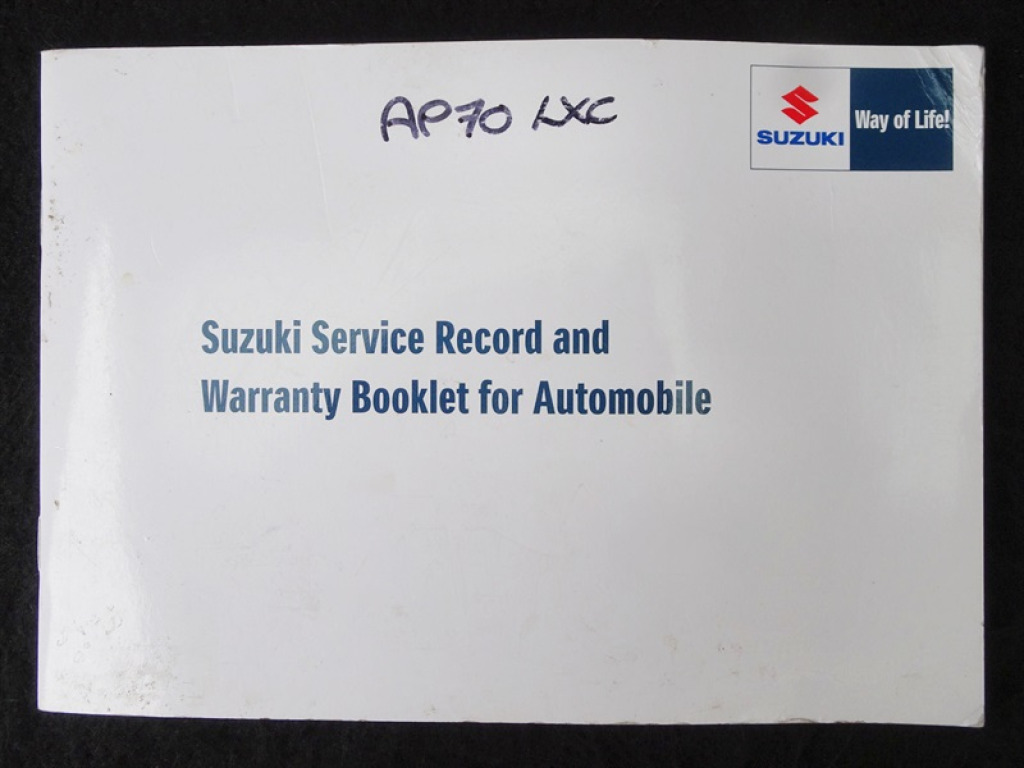 AP70 LXC
SUZUKI
Way of Life!
Suzuki Service Record and
Warranty Booklet for Automobile